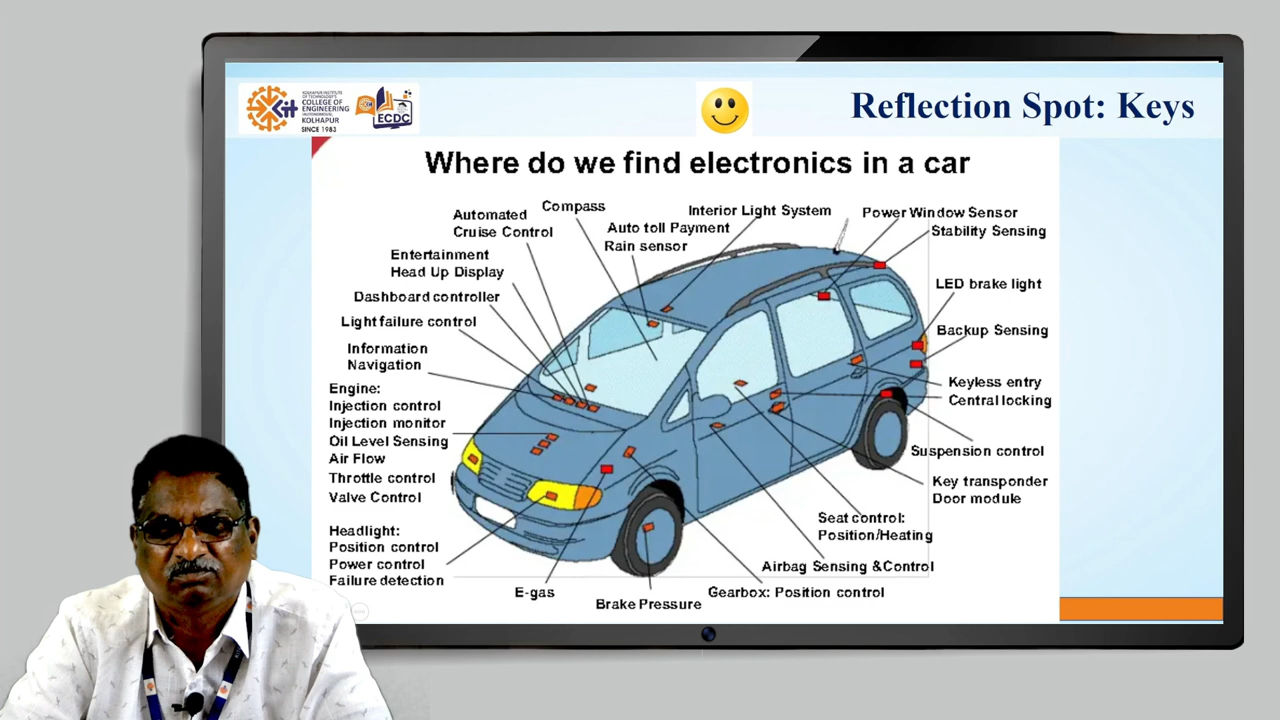 KOLHAPUR INSTITUTE
OF TECHNOLOGY'S
COLLEGE OF
ENGINEERING
(AUTONOMOUS),
KOLHAPUR
SINCE 1983
ECDC
Reflection Spot: Keys
Where do we find electronics in a car
Compass
Automated
Cruise Control
Interior Light System
Auto toll Payment
Rain sensor
Power Window Sensor
Stability Sensing
Entertainment
Head Up Display
Dashboard controller
Light failure control
Information
Navigation
LED brake light
Backup Sensing
Engine:
Injection control
Injection monitor
Oil Level Sensing
Air Flow
Throttle control
Valve Control
Keyless entry
Central locking
Suspension control
Key transponder
Door module
Headlight:
Position control
Power control
Failure detection
Seat control:
Position/Heating
Airbag Sensing &Control
E-gas
Brake Pressure
Gearbox: Position control